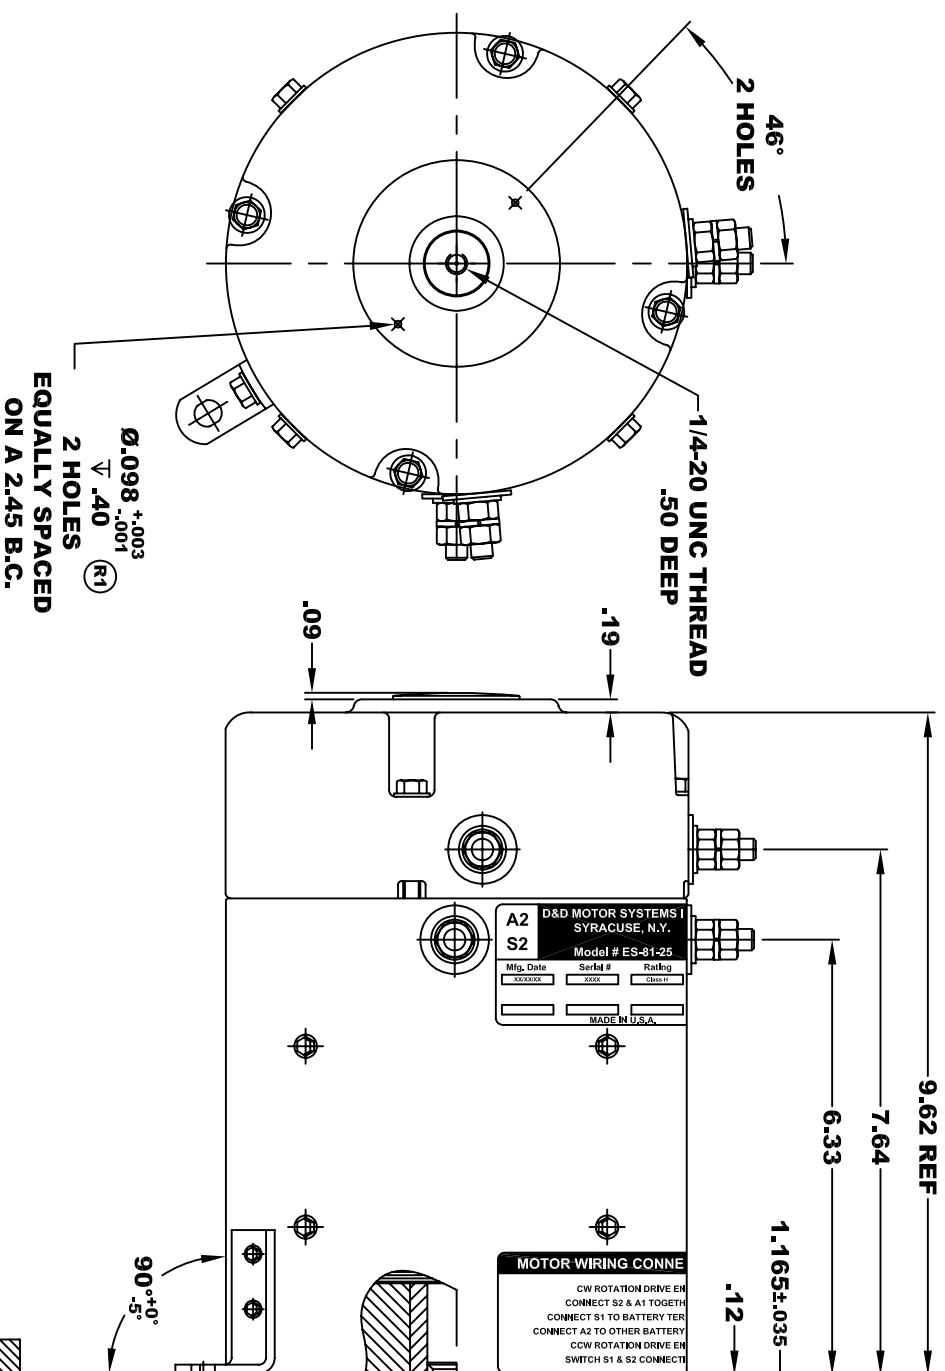 46°
2 HOLES
1/4-20 UNC THREAD
.50 DEEP
Ø.098 +.003 -.001
↧ .40
2 HOLES
R1
EQUALLY SPACED
ON A 2.45 B.C.
.09
.19
9.62 REF
7.64
6.33
1.165±.035
.12
90° +0° -5°
A2
S2
D&D MOTOR SYSTEMS I
SYRACUSE, N.Y.
Model # ES-81-25
Mfg. Date Serial # Rating
XX/XX/XX XXXX Class H
MADE IN U.S.A.
MOTOR WIRING CONNE
CW ROTATION DRIVE EN
CONNECT S2 & A1 TOGETH
CONNECT S1 TO BATTERY TER
CONNECT A2 TO OTHER BATTERY
CCW ROTATION DRIVE EN
SWITCH S1 & S2 CONNECTI